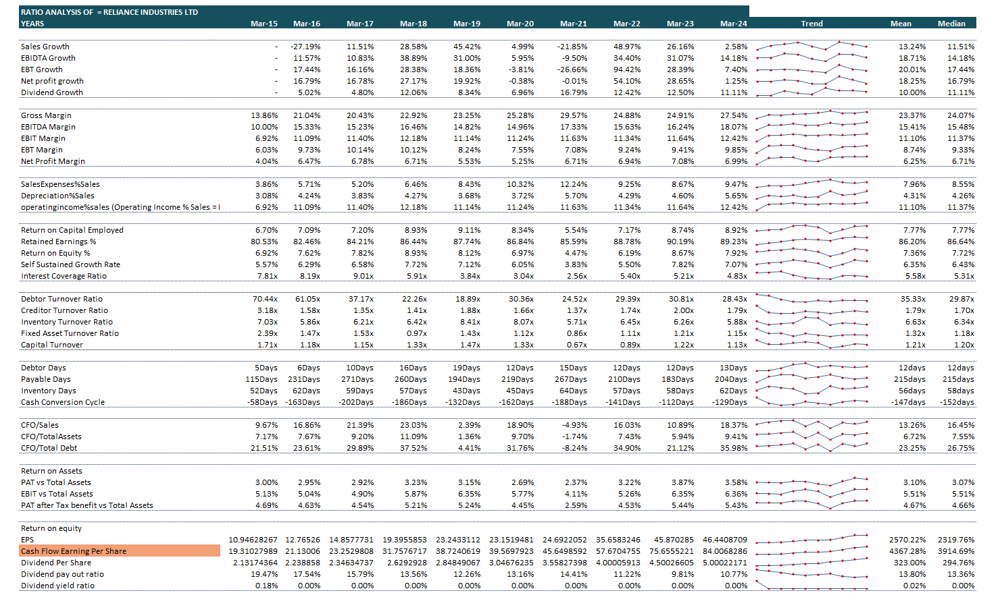 RATIO ANALYSIS OF = RELIANCE INDUSTRIES LTD
YEARS Mar-15 Mar-16 Mar-17 Mar-18 Mar-19 Mar-20 Mar-21 Mar-22 Mar-23 Mar-24 Trend Mean Median
Sales Growth - -27.19% 11.51% 28.58% 45.42% 4.99% -21.85% 48.97% 26.16% 2.58% 13.24% 11.51%
EBIDTA Growth - 11.57% 10.83% 38.89% 31.00% 5.95% -9.50% 34.40% 31.07% 14.18% 18.71% 14.18%
EBT Growth - 17.44% 16.16% 28.38% 18.36% -3.81% -26.66% 94.42% 28.39% 7.40% 20.01% 17.44%
Net profit growth - 16.79% 16.78% 27.17% 19.92% -0.38% -0.01% 54.10% 28.65% 1.25% 18.25% 16.79%
Dividend Growth - 5.02% 4.80% 12.06% 8.34% 6.96% 16.79% 12.42% 12.50% 11.11% 10.00% 11.11%
Gross Margin 13.86% 21.04% 20.43% 22.92% 23.25% 25.28% 29.57% 24.88% 24.91% 27.54% 23.37% 24.07%
EBITDA Margin 10.00% 15.33% 15.23% 16.46% 14.82% 14.96% 17.33% 15.63% 16.24% 18.07% 15.41% 15.48%
EBIT Margin 6.92% 11.09% 11.40% 12.18% 11.14% 11.24% 11.63% 11.34% 11.64% 12.42% 11.10% 11.37%
EBT Margin 6.03% 9.73% 10.14% 10.12% 8.24% 7.55% 7.08% 9.24% 9.41% 9.85% 8.74% 9.33%
Net Profit Margin 4.04% 6.47% 6.78% 6.71% 5.53% 5.25% 6.71% 6.94% 7.08% 6.99% 6.25% 6.71%
SalesExpenses%Sales 3.86% 5.71% 5.20% 6.46% 8.43% 10.32% 12.24% 9.25% 8.67% 9.47% 7.96% 8.55%
Depreciation%Sales 3.08% 4.24% 3.83% 4.27% 3.68% 3.72% 5.70% 4.29% 4.60% 5.65% 4.31% 4.26%
operatingincome%sales (Operating Income % Sales = I 6.92% 11.09% 11.40% 12.18% 11.14% 11.24% 11.63% 11.34% 11.64% 12.42% 11.10% 11.37%
Return on Capital Employed 6.70% 7.09% 7.20% 8.93% 9.11% 8.34% 5.54% 7.17% 8.74% 8.92% 7.77% 7.77%
Retained Earnings % 80.53% 82.46% 84.21% 86.44% 87.74% 86.84% 85.59% 88.78% 90.19% 89.23% 86.20% 86.64%
Return on Equity % 6.92% 7.62% 7.82% 8.93% 8.12% 6.97% 4.47% 6.19% 8.67% 7.92% 7.36% 7.72%
Self Sustained Growth Rate 5.57% 6.29% 6.58% 7.72% 7.12% 6.05% 3.83% 5.50% 7.82% 7.07% 6.35% 6.43%
Interest Coverage Ratio 7.81x 8.19x 9.01x 5.91x 3.84x 3.04x 2.56x 5.40x 5.21x 4.83x 5.58x 5.31x
Debtor Turnover Ratio 70.44x 61.05x 37.17x 22.26x 18.89x 30.36x 24.52x 29.39x 30.81x 28.43x 35.33x 29.87x
Creditor Turnover Ratio 3.18x 1.58x 1.35x 1.41x 1.88x 1.66x 1.37x 1.74x 2.00x 1.79x 1.79x 1.70x
Inventory Turnover Ratio 7.03x 5.86x 6.21x 6.42x 8.41x 8.07x 5.71x 6.45x 6.26x 5.88x 6.63x 6.34x
Fixed Asset Turnover Ratio 2.39x 1.47x 1.53x 0.97x 1.43x 1.12x 0.86x 1.11x 1.21x 1.15x 1.32x 1.18x
Capital Turnover 1.71x 1.18x 1.15x 1.33x 1.47x 1.33x 0.67x 0.89x 1.22x 1.13x 1.21x 1.20x
Debtor Days 5Days 6Days 10Days 16Days 19Days 12Days 15Days 12Days 12Days 13Days 12days 12days
Payable Days 115Days 231Days 271Days 260Days 194Days 219Days 267Days 210Days 183Days 204Days 215days 215days
Inventory Days 52Days 62Days 59Days 57Days 43Days 45Days 64Days 57Days 58Days 62Days 56days 58days
Cash Conversion Cycle -58Days -163Days -202Days -186Days -132Days -162Days -188Days -141Days -112Days -129Days -147days -152days
CFO/Sales 9.67% 16.86% 21.39% 23.03% 2.39% 18.90% -4.93% 16.03% 10.89% 18.37% 13.26% 16.45%
CFO/TotalAssets 7.17% 7.67% 9.20% 11.09% 1.36% 9.70% -1.74% 7.43% 5.94% 9.41% 6.72% 7.55%
CFO/Total Debt 21.51% 23.61% 29.89% 37.52% 4.41% 31.76% -8.24% 34.90% 21.12% 35.98% 23.25% 26.75%
Return on Assets
PAT vs Total Assets 3.00% 2.95% 2.92% 3.23% 3.15% 2.69% 2.37% 3.22% 3.87% 3.58% 3.10% 3.07%
EBIT vs Total Assets 5.13% 5.04% 4.90% 5.87% 6.35% 5.77% 4.11% 5.26% 6.35% 6.36% 5.51% 5.51%
PAT after Tax benefit vs Total Assets 4.69% 4.63% 4.54% 5.21% 5.24% 4.45% 2.59% 4.53% 5.44% 5.43% 4.67% 4.66%
Return on equity
EPS 10.94628267 12.76526 14.8577731 19.3955853 23.2433112 23.1519481 24.6922052 35.6583246 45.870285 46.4408709 2570.22% 2319.76%
Cash Flow Earning Per Share 19.31027989 21.13006 23.2529808 31.7576717 38.7240619 39.5697923 45.6498592 57.6704755 75.6555221 84.0068286 4367.28% 3914.69%
Dividend Per Share 2.13174364 2.238858 2.34634737 2.6292928 2.84849067 3.04676235 3.55827398 4.00005913 4.50026605 5.00022171 323.00% 294.76%
Dividend pay out ratio 19.47% 17.54% 15.79% 13.56% 12.26% 13.16% 14.41% 11.22% 9.81% 10.77% 13.80% 13.36%
Dividend yield ratio 0.18% 0.00% 0.00% 0.00% 0.00% 0.00% 0.00% 0.00% 0.00% 0.00% 0.02% 0.00%